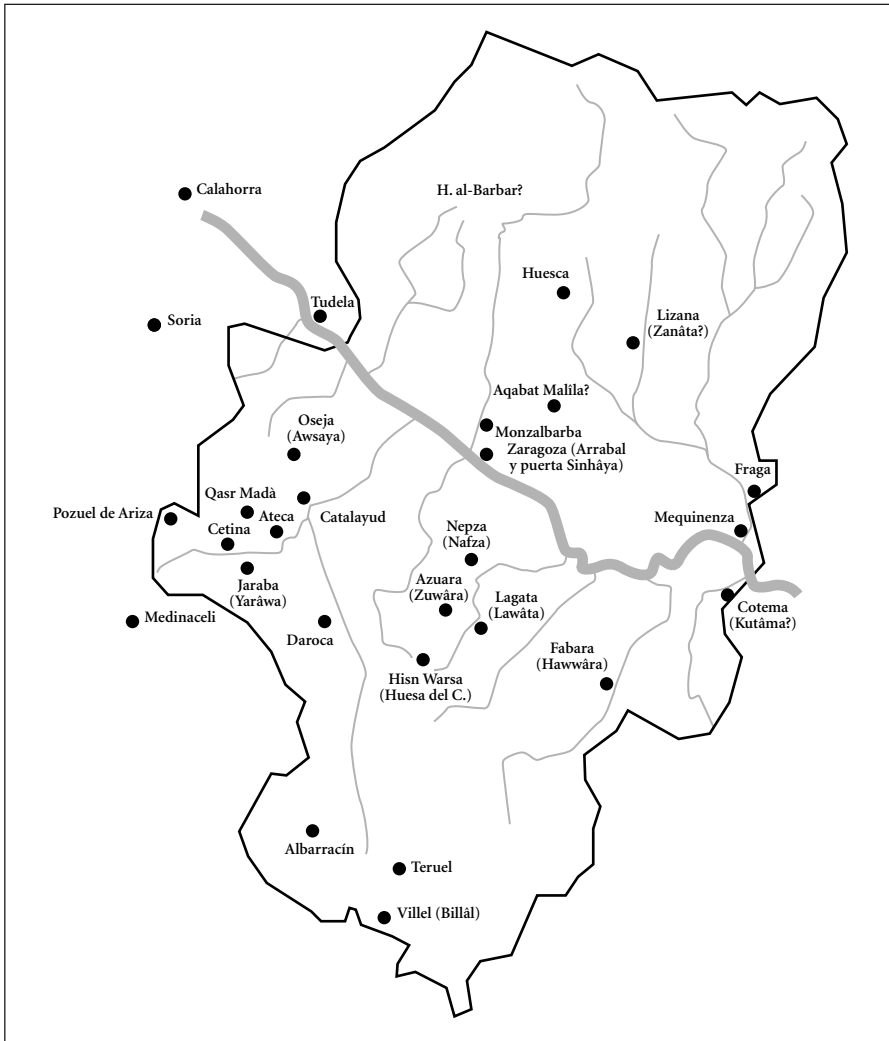 Calahorra
H. al-Barbar?
Huesca
Tudela
Soria
Lizana
(Zanâta?)
Aqabat Malîla?
Oseja
(Awsaya)
Monzalbarba
Zaragoza (Arrabal
y puerta Sinhâya)
Fraga
Qasr Madà
Pozuel de Ariza
Ateca
Catalayud
Cetina
Nepza
(Nafza)
Mequinenza
Jaraba
(Yarâwa)
Azuara
(Zuwâra)
Lagata
(Lawâta)
Cotema
(Kutâma?)
Medinaceli
Daroca
Fabara
(Hawwâra)
Hisn Warsa
(Huesa del C.)
Albarracín
Teruel
Villel (Billâl)